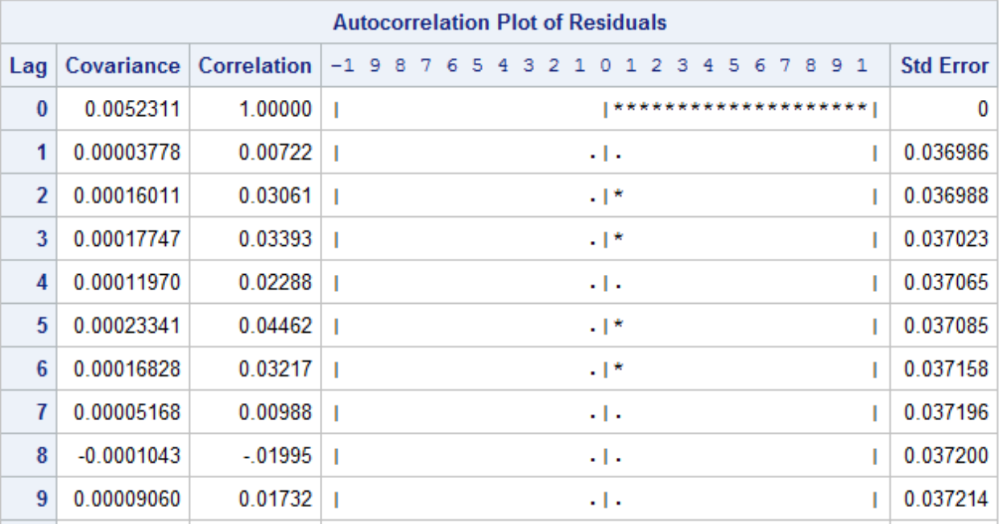 Autocorrelation Plot of Residuals
Lag Covariance Correlation -1 9 8 7 6 5 4 3 2 1 0 1 2 3 4 5 6 7 8 9 1 Std Error
0 0.0052311 1.00000 | |********************| 0
1 0.00003778 0.00722 | .|. | 0.036986
2 0.00016011 0.03061 | .|* | 0.036988
3 0.00017747 0.03393 | .|* | 0.037023
4 0.00011970 0.02288 | .|. | 0.037065
5 0.00023341 0.04462 | .|* | 0.037085
6 0.00016828 0.03217 | .|* | 0.037158
7 0.00005168 0.00988 | .|. | 0.037196
8 -0.0001043 -.01995 | .|. | 0.037200
9 0.00009060 0.01732 | .|. | 0.037214